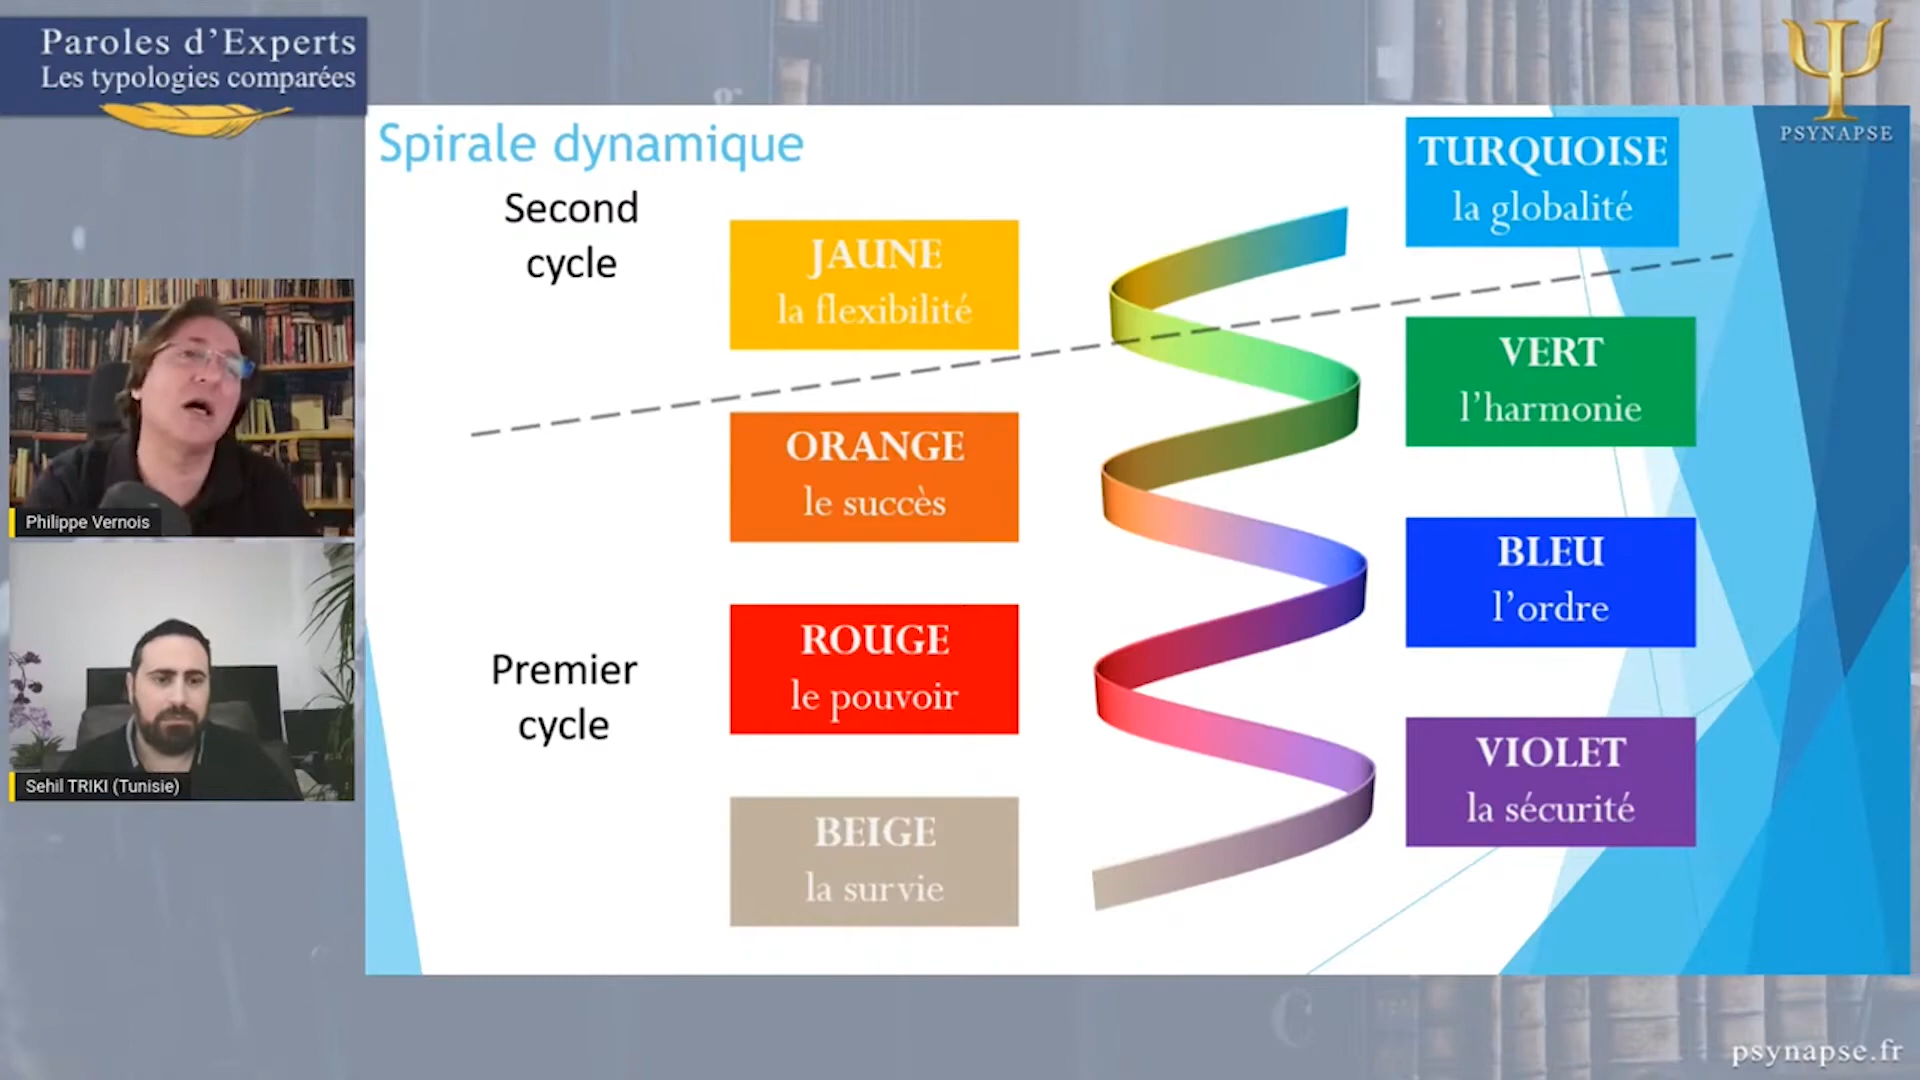 Paroles d'Experts
Les typologies comparées
PSYNAPSE
Spirale dynamique
Second
cycle
TURQUOISE
la globalité
JAUNE
la flexibilité
VERT
l'harmonie
ORANGE
le succès
BLEU
l'ordre
Premier
cycle
ROUGE
le pouvoir
VIOLET
la sécurité
BEIGE
la survie
Philippe Vernois
Sehil TRIKI (Tunisie)
psynapse.fr